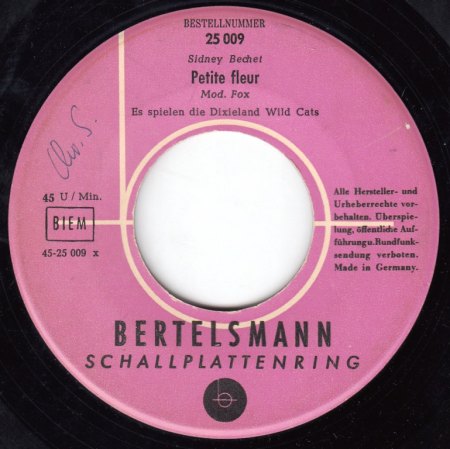 BESTELLNUMMER
25 009
Sidney Bechet
Petite fleur
Mod. Fox
Es spielen die Dixieland Wild Cats
45 U / Min.
BIEM
45-25 009 x
Alle Hersteller- und
Urheberrechte vor-
behalten. Überspie-
lung, öffentliche Auf-
führung u. Rundfunk-
sendung verboten.
Made in Germany.
BERTELSMANN
SCHALLPLATTENRING